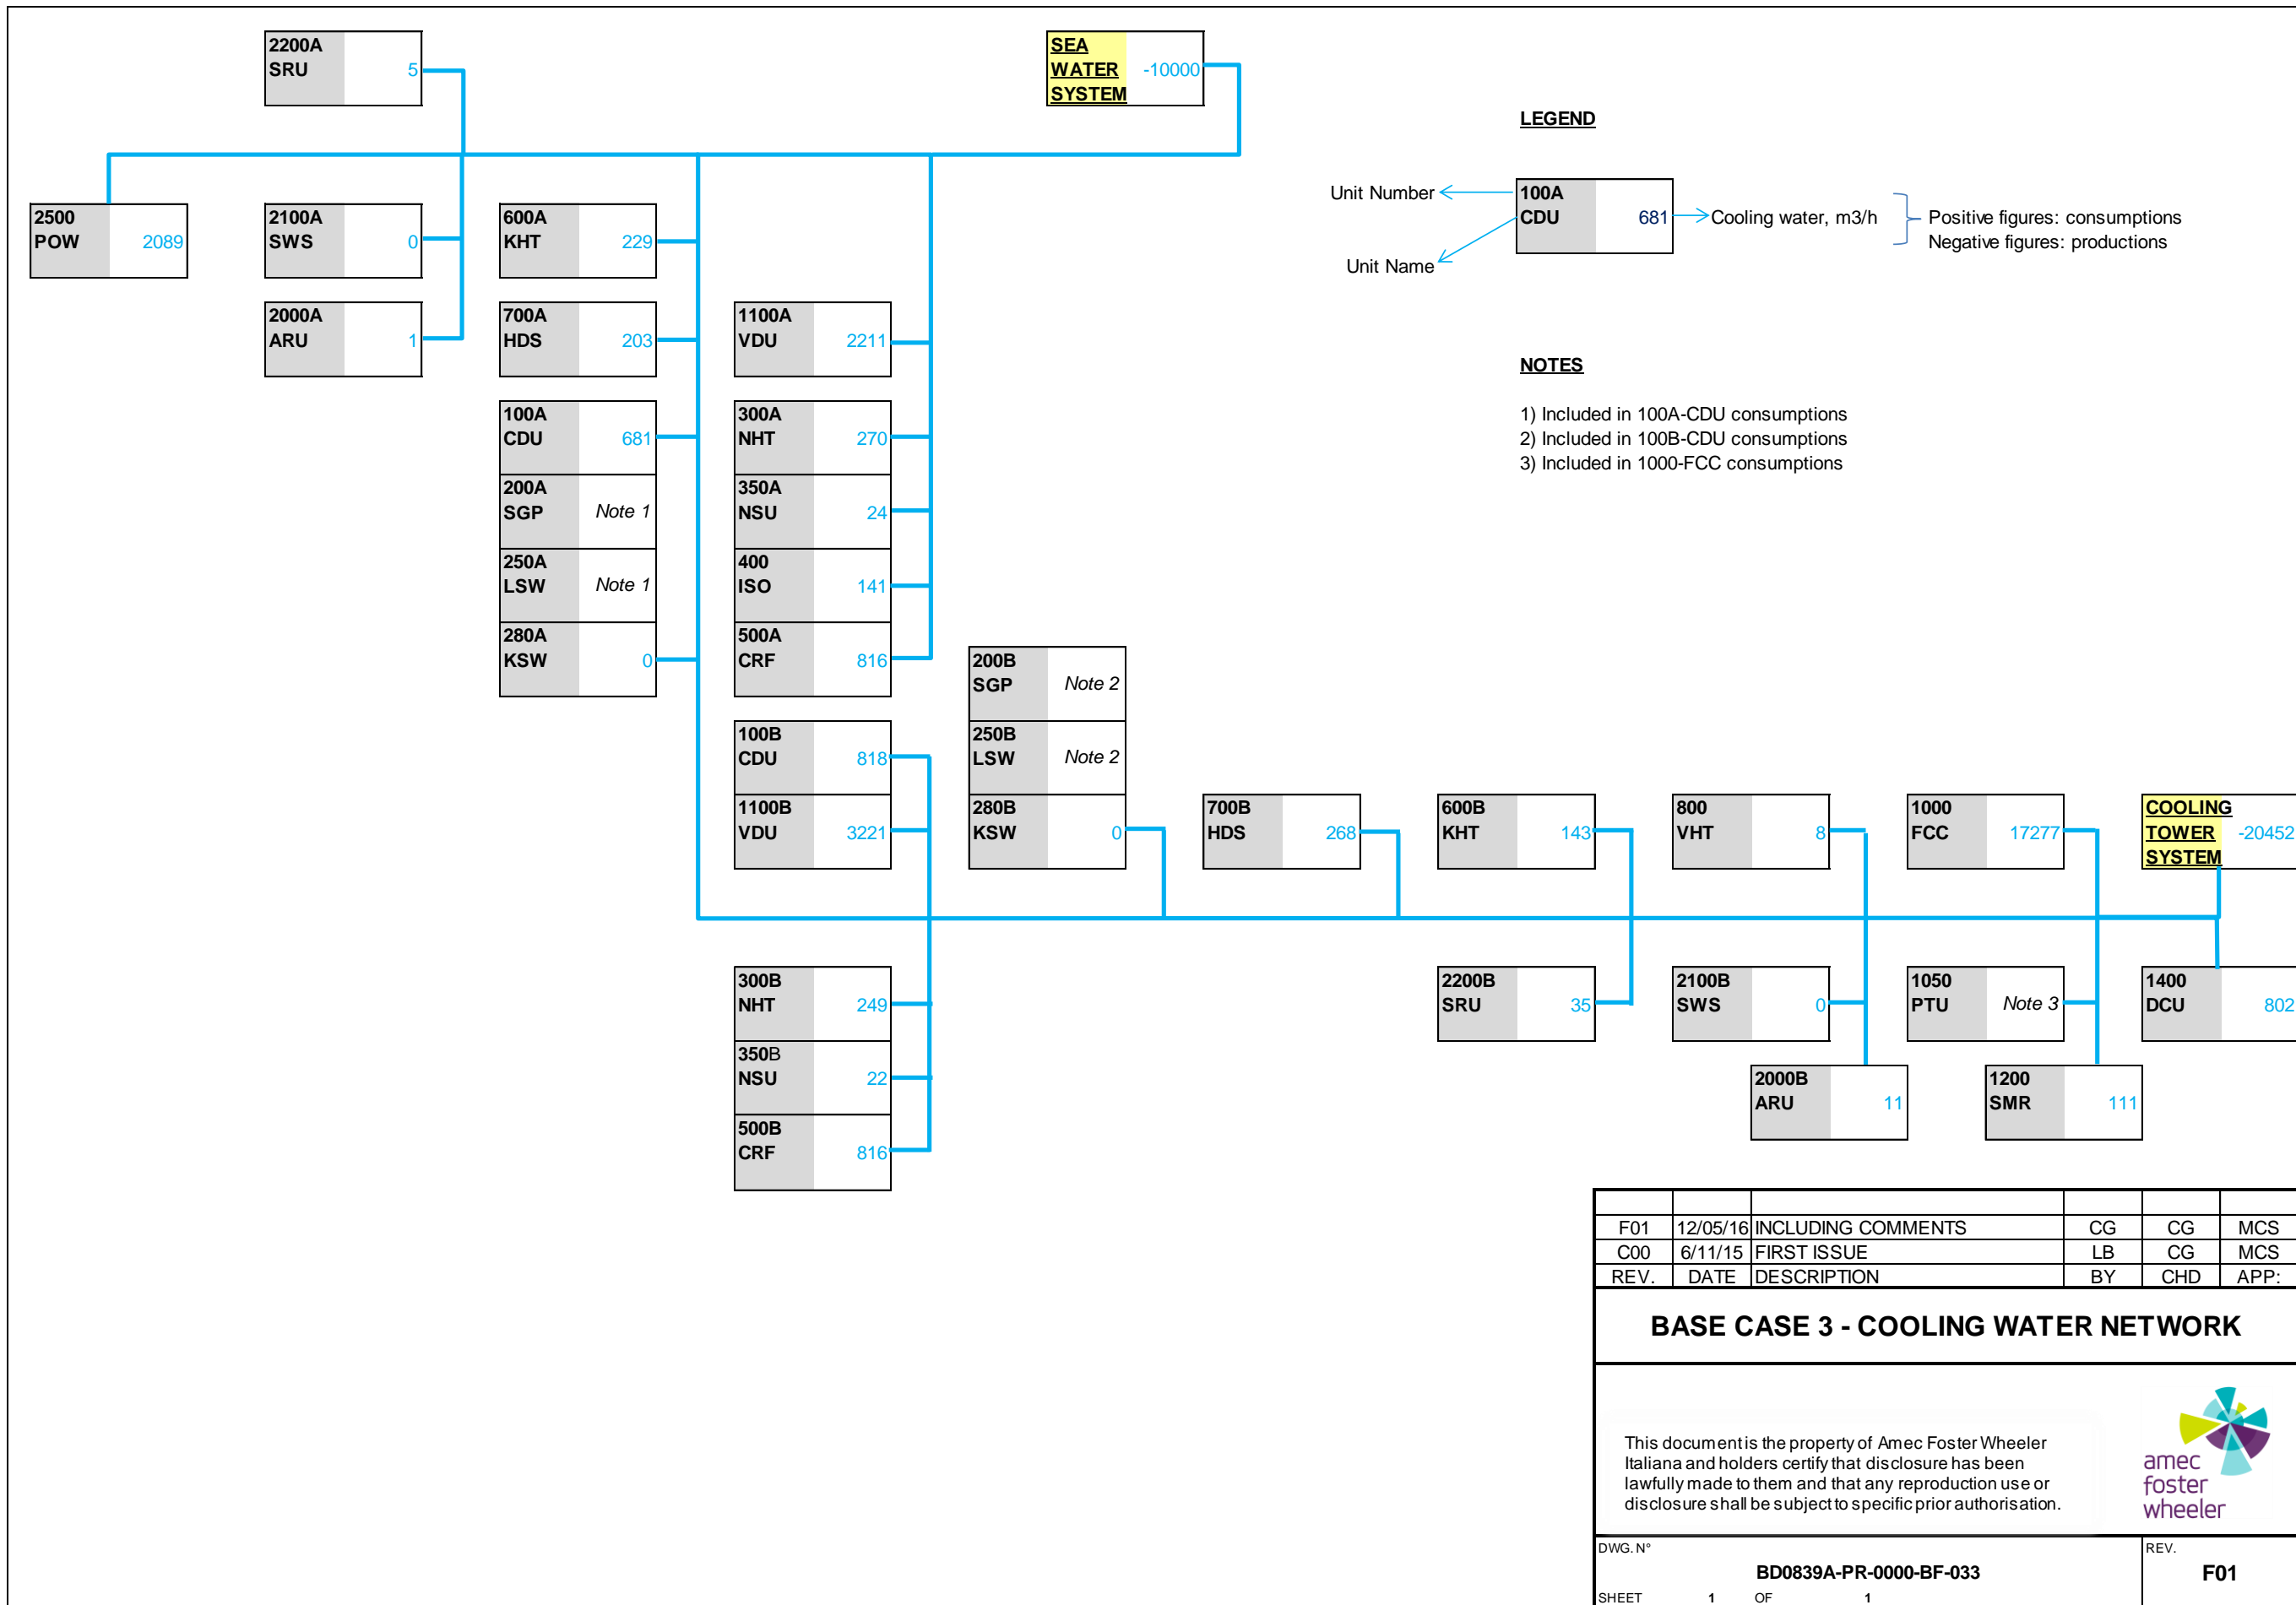 2200A
SRU 5
SEA
WATER -10000
SYSTEM
LEGEND
Unit Number
100A
CDU 681
Cooling water, m3/h
Positive figures: consumptions
Negative figures: productions
Unit Name
2500
POW 2089
2100A
SWS 0
600A
KHT 229
2000A
ARU 1
700A
HDS 203
1100A
VDU 2211
NOTES
1) Included in 100A-CDU consumptions
2) Included in 100B-CDU consumptions
3) Included in 1000-FCC consumptions
100A
CDU 681
300A
NHT 270
200A
SGP Note 1
350A
NSU 24
250A
LSW Note 1
400
ISO 141
280A
KSW 0
500A
CRF 816
200B
SGP Note 2
100B
CDU 818
250B
LSW Note 2
1100B
VDU 3221
280B
KSW 0
700B
HDS 268
600B
KHT 143
800
VHT 8
1000
FCC 17277
COOLING
TOWER -20452
SYSTEM
300B
NHT 249
2200B
SRU 35
2100B
SWS 0
1050
PTU Note 3
1400
DCU 802
350B
NSU 22
2000B
ARU 11
1200
SMR 111
500B
CRF 816
F01 12/05/16 INCLUDING COMMENTS CG CG MCS
C00 6/11/15 FIRST ISSUE LB CG MCS
REV. DATE DESCRIPTION BY CHD APP:
BASE CASE 3 - COOLING WATER NETWORK
This document is the property of Amec Foster Wheeler
Italiana and holders certify that disclosure has been
lawfully made to them and that any reproduction use or
disclosure shall be subject to specific prior authorisation.
amec
foster
wheeler
DWG. N°
BD0839A-PR-0000-BF-033
REV.
F01
SHEET 1 OF 1